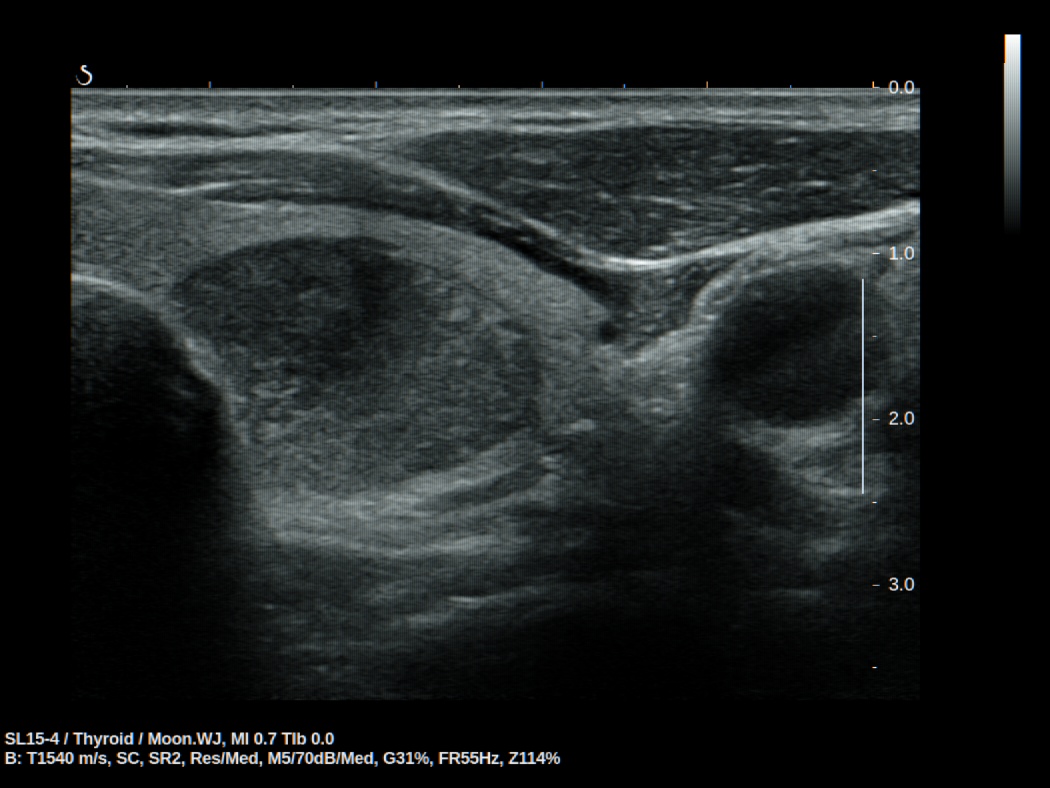 0.0
1.0
2.0
3.0
SL15-4 / Thyroid / Moon.WJ, MI 0.7 TIb 0.0
B: T1540 m/s, SC, SR2, Res/Med, M5/70dB/Med, G31%, FR55Hz, Z114%